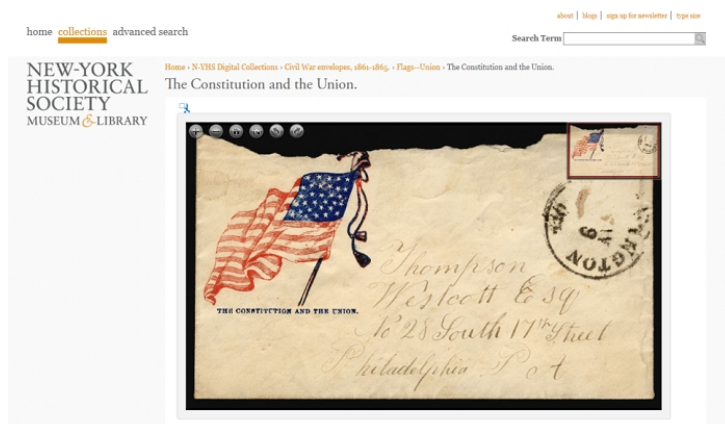 about | blogs | sign up for newsletter | type size
home collections advanced search
Search Term
NEW-YORK
HISTORICAL
SOCIETY
MUSEUM & LIBRARY
Home › N-YHS Digital Collections › Civil War envelopes, 1861-1865. › Flags--Union › The Constitution and the Union.
The Constitution and the Union.
THE CONSTITUTION AND THE UNION.
Thompson
Westcott Esq
No 28 South 17th Street
Philadelphia P A
INGTON
9